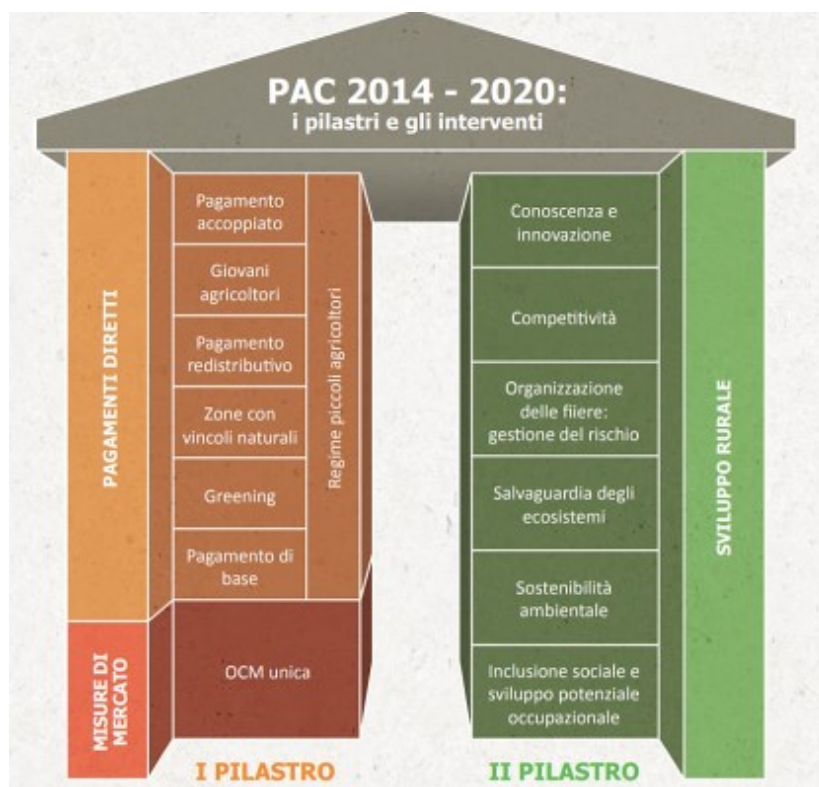 PAC 2014 - 2020:
i pilastri e gli interventi
PAGAMENTI DIRETTI
Pagamento
accoppiato
Giovani
agricoltori
Pagamento
redistributivo
Zone con
vincoli naturali
Greening
Pagamento di
base
Regime piccoli agricoltori
MISURE DI
MERCATO
OCM unica
I PILASTRO
Conoscenza e
innovazione
Competitività
Organizzazione
delle filiere:
gestione del rischio
Salvaguardia degli
ecosistemi
Sostenibilità
ambientale
Inclusione sociale e
sviluppo potenziale
occupazionale
SVILUPPO RURALE
II PILASTRO